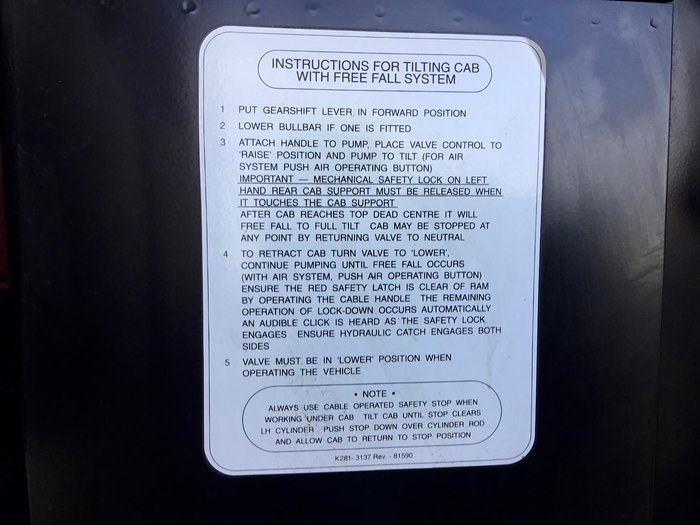 INSTRUCTIONS FOR TILTING CAB
WITH FREE FALL SYSTEM
1 PUT GEARSHIFT LEVER IN FORWARD POSITION
2 LOWER BULLBAR IF ONE IS FITTED
3 ATTACH HANDLE TO PUMP, PLACE VALVE CONTROL TO
'RAISE' POSITION AND PUMP TO TILT (FOR AIR
SYSTEM PUSH AIR OPERATING BUTTON)
IMPORTANT — MECHANICAL SAFETY LOCK ON LEFT
HAND REAR CAB SUPPORT MUST BE RELEASED WHEN
IT TOUCHES THE CAB SUPPORT
AFTER CAB REACHES TOP DEAD CENTRE IT WILL
FREE FALL TO FULL TILT CAB MAY BE STOPPED AT
ANY POINT BY RETURNING VALVE TO NEUTRAL
4 TO RETRACT CAB TURN VALVE TO 'LOWER',
CONTINUE PUMPING UNTIL FREE FALL OCCURS
(WITH AIR SYSTEM, PUSH AIR OPERATING BUTTON)
ENSURE THE RED SAFETY LATCH IS CLEAR OF RAM
BY OPERATING THE CABLE HANDLE THE REMAINING
OPERATION OF LOCK-DOWN OCCURS AUTOMATICALLY
AN AUDIBLE CLICK IS HEARD AS THE SAFETY LOCK
ENGAGES ENSURE HYDRAULIC CATCH ENGAGES BOTH
SIDES
5 VALVE MUST BE IN 'LOWER' POSITION WHEN
OPERATING THE VEHICLE
• NOTE •
ALWAYS USE CABLE OPERATED SAFETY STOP WHEN
WORKING UNDER CAB TILT CAB UNTIL STOP CLEARS
LH CYLINDER PUSH STOP DOWN OVER CYLINDER ROD
AND ALLOW CAB TO RETURN TO STOP POSITION
K281- 3137 Rev. - 81590